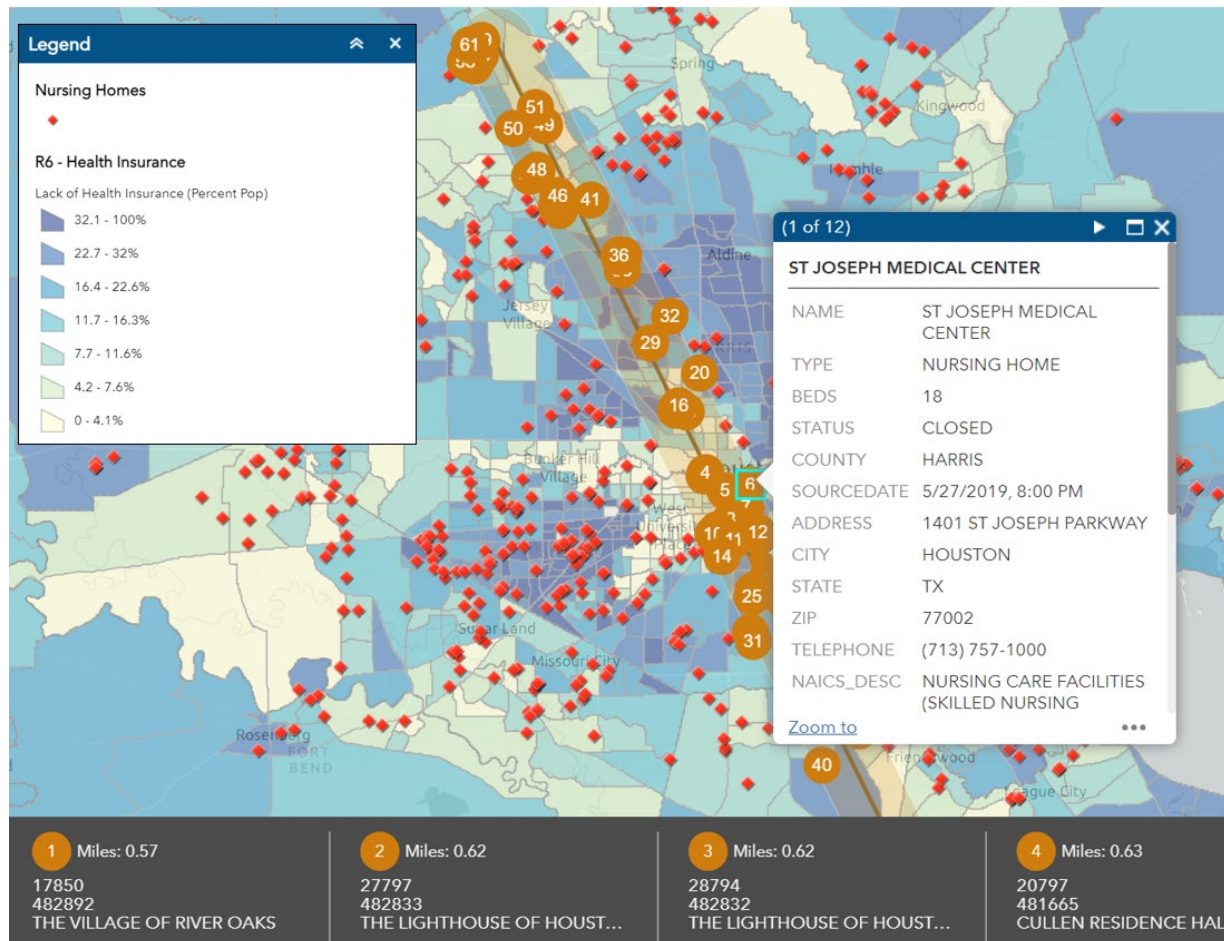 Legend
Nursing Homes
R6 - Health Insurance
Lack of Health Insurance (Percent Pop)
32.1 - 100%
22.7 - 32%
16.4 - 22.6%
11.7 - 16.3%
7.7 - 11.6%
4.2 - 7.6%
0 - 4.1%
61
Spring
51
50
49
Kingwood
48
46
41
Humble
36
Aldine
Jersey
Village
32
29
20
16
Bunker Hill
Village
4
5
6
7
West
University
Place
10
11
12
14
25
31
Sugar Land
Missouri City
Rosenberg
FORT
BEND
40
Friendswood
League City
(1 of 12)
ST JOSEPH MEDICAL CENTER
NAME ST JOSEPH MEDICAL
CENTER
TYPE NURSING HOME
BEDS 18
STATUS CLOSED
COUNTY HARRIS
SOURCEDATE 5/27/2019, 8:00 PM
ADDRESS 1401 ST JOSEPH PARKWAY
CITY HOUSTON
STATE TX
ZIP 77002
TELEPHONE (713) 757-1000
NAICS_DESC NURSING CARE FACILITIES
(SKILLED NURSING
Zoom to
1 Miles: 0.57
17850
482892
THE VILLAGE OF RIVER OAKS
2 Miles: 0.62
27797
482833
THE LIGHTHOUSE OF HOUST...
3 Miles: 0.62
28794
482832
THE LIGHTHOUSE OF HOUST...
4 Miles: 0.63
20797
481665
CULLEN RESIDENCE HAL